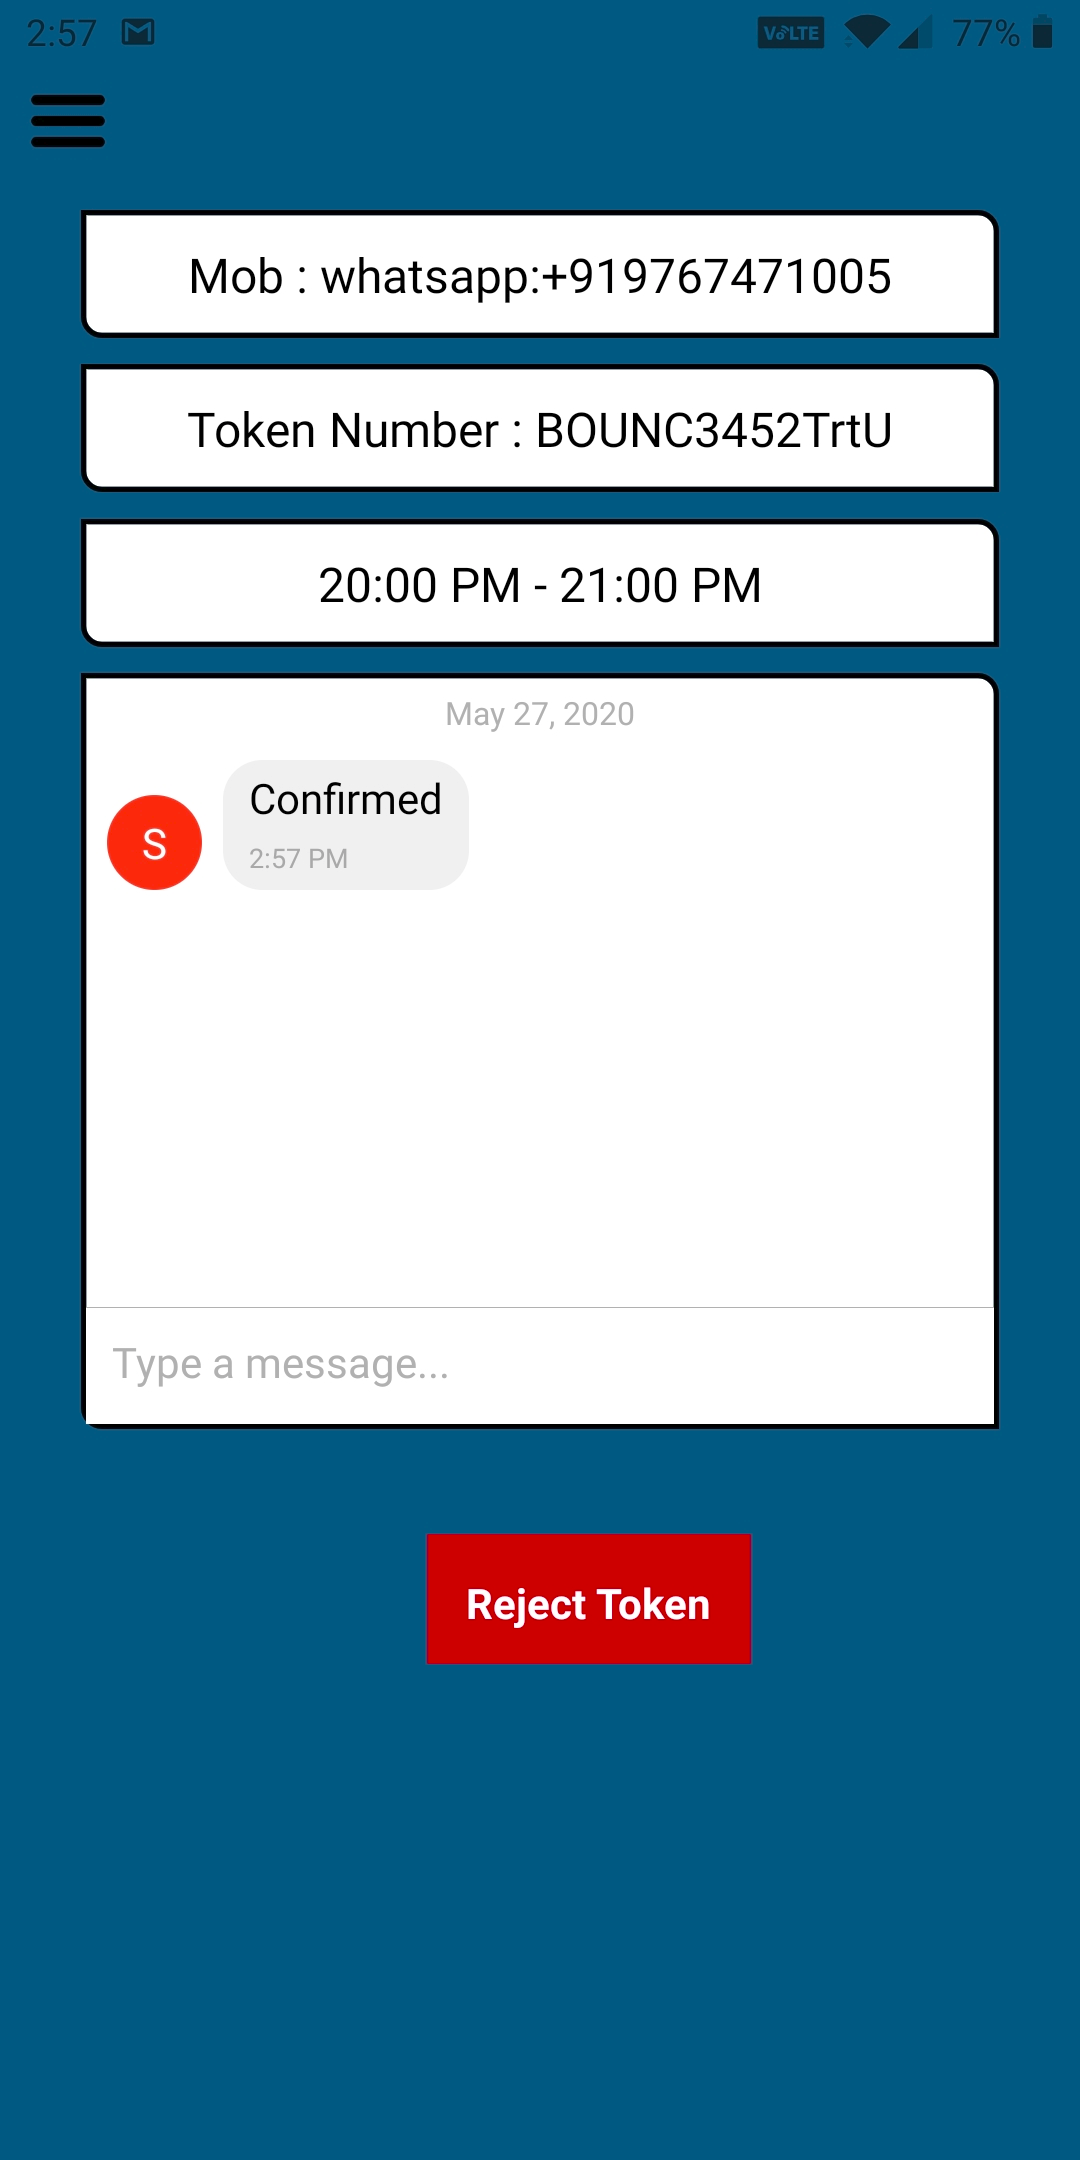 2:57 VoLTE 77%
Mob : whatsapp:+919767471005
Token Number : BOUNC3452TrtU
20:00 PM - 21:00 PM
May 27, 2020
Confirmed
S
2:57 PM
Type a message...
Reject Token